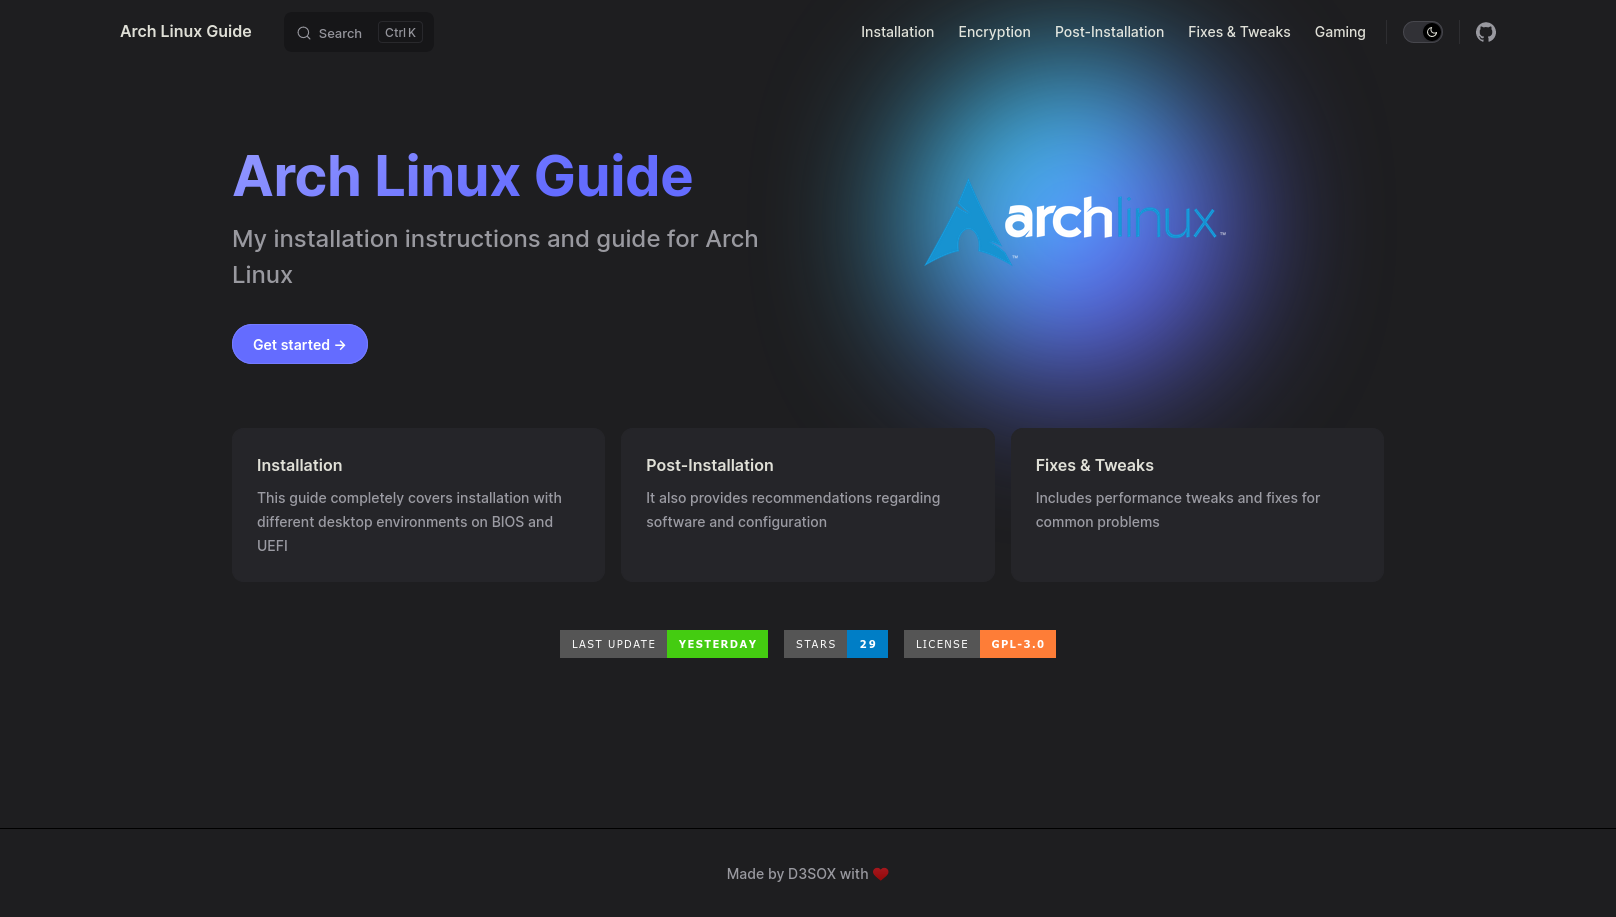 Arch Linux Guide
Search
Ctrl K
Installation
Encryption
Post-Installation
Fixes & Tweaks
Gaming
Arch Linux Guide
My installation instructions and guide for Arch
Linux
Get started →
archlinux™
™
Installation
This guide completely covers installation with
different desktop environments on BIOS and
UEFI
Post-Installation
It also provides recommendations regarding
software and configuration
Fixes & Tweaks
Includes performance tweaks and fixes for
common problems
LAST UPDATE YESTERDAY
STARS 29
LICENSE GPL-3.0
Made by D3SOX with ❤